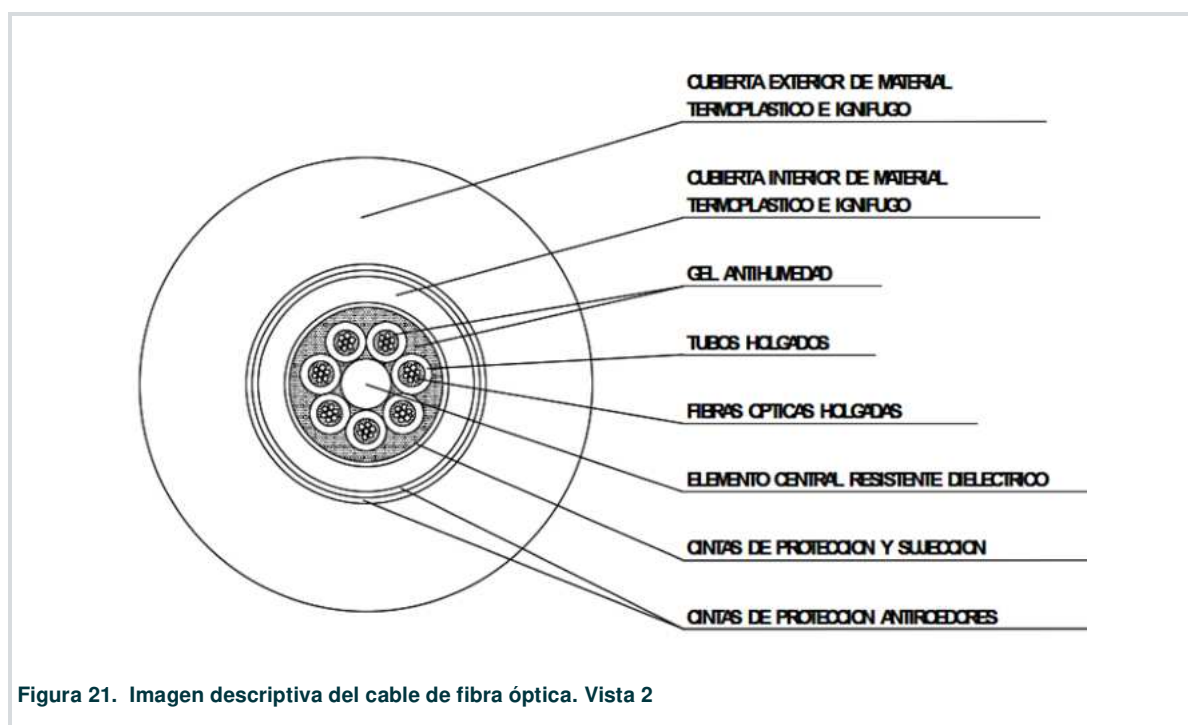 CUBIERTA EXTERIOR DE MATERIAL
TERMOPLASTICO E IGNIFUGO
CUBIERTA INTERIOR DE MATERIAL
TERMOPLASTICO E IGNIFUGO
GEL ANTIHUMEDAD
TUBOS HOLGADOS
FIBRAS OPTICAS HOLGADAS
ELEMENTO CENTRAL RESISTENTE DIELECTRICO
CINTAS DE PROTECCION Y SUJECCION
CINTAS DE PROTECCION ANTIROEDORES
Figura 21. Imagen descriptiva del cable de fibra óptica. Vista 2